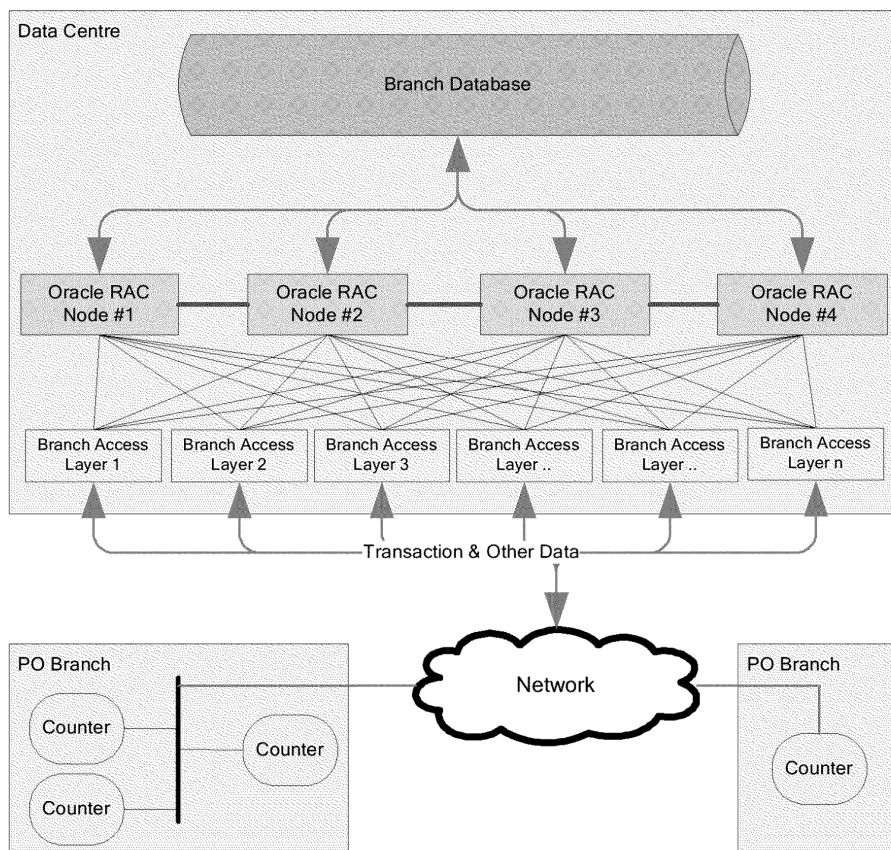 Data Centre
Branch Database
Oracle RAC
Node #1
Oracle RAC
Node #2
Oracle RAC
Node #3
Oracle RAC
Node #4
Branch Access
Layer 1
Branch Access
Layer 2
Branch Access
Layer 3
Branch Access
Layer ..
Branch Access
Layer ..
Branch Access
Layer n
Transaction & Other Data
PO Branch
Counter
Counter
Counter
Network
PO Branch
Counter